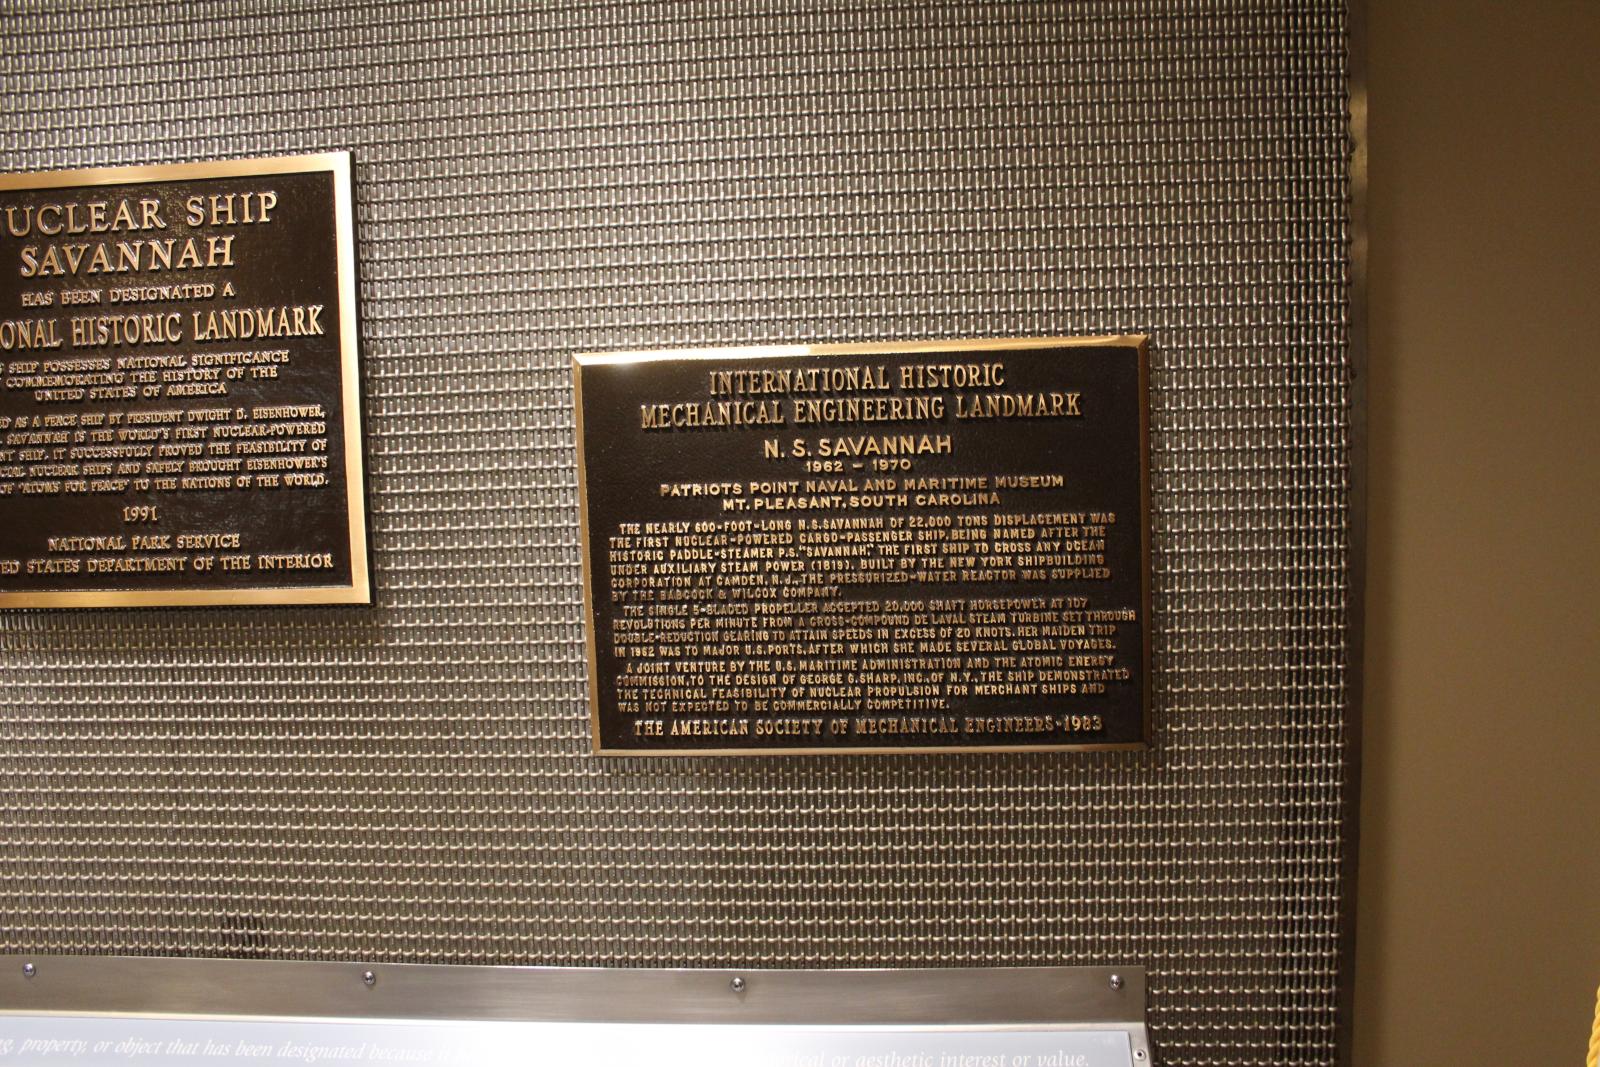 NUCLEAR SHIP
SAVANNAH
HAS BEEN DESIGNATED A
ONAL HISTORIC LANDMARK
SHIP POSSESSES NATIONAL SIGNIFICANCE
COMMEMORATING THE HISTORY OF THE
UNITED STATES OF AMERICA
AS A PEACE SHIP BY PRESIDENT DWIGHT D. EISENHOWER,
SAVANNAH IS THE WORLD'S FIRST NUCLEAR-POWERED
NT SHIP. IT SUCCESSFULLY PROVED THE FEASIBILITY OF
CIAL NUCLEAR SHIPS AND SAFELY BROUGHT EISENHOWER'S
OF "ATOMS FOR PEACE" TO THE NATIONS OF THE WORLD.
1991
NATIONAL PARK SERVICE
ED STATES DEPARTMENT OF THE INTERIOR
INTERNATIONAL HISTORIC
MECHANICAL ENGINEERING LANDMARK
N. S. SAVANNAH
1962 - 1970
PATRIOTS POINT NAVAL AND MARITIME MUSEUM
MT. PLEASANT, SOUTH CAROLINA
THE NEARLY 600-FOOT-LONG N.S. SAVANNAH OF 22,000 TONS DISPLACEMENT WAS
THE FIRST NUCLEAR-POWERED CARGO-PASSENGER SHIP, BEING NAMED AFTER THE
HISTORIC PADDLE-STEAMER P.S. "SAVANNAH," THE FIRST SHIP TO CROSS ANY OCEAN
UNDER AUXILIARY STEAM POWER (1819). BUILT BY THE NEW YORK SHIPBUILDING
CORPORATION AT CAMDEN, N.J., THE PRESSURIZED-WATER REACTOR WAS SUPPLIED
BY THE BABCOCK & WILCOX COMPANY.
THE SINGLE 5-BLADED PROPELLER ACCEPTED 20,000 SHAFT HORSEPOWER AT 107
REVOLUTIONS PER MINUTE FROM A CROSS-COMPOUND DE LAVAL STEAM TURBINE SET THROUGH
DOUBLE-REDUCTION GEARING TO ATTAIN SPEEDS IN EXCESS OF 20 KNOTS. HER MAIDEN TRIP
IN 1962 WAS TO MAJOR U.S. PORTS, AFTER WHICH SHE MADE SEVERAL GLOBAL VOYAGES.
A JOINT VENTURE BY THE U.S. MARITIME ADMINISTRATION AND THE ATOMIC ENERGY
COMMISSION, TO THE DESIGN OF GEORGE G. SHARP, INC., OF N.Y., THE SHIP DEMONSTRATED
THE TECHNICAL FEASIBILITY OF NUCLEAR PROPULSION FOR MERCHANT SHIPS AND
WAS NOT EXPECTED TO BE COMMERCIALLY COMPETITIVE.
THE AMERICAN SOCIETY OF MECHANICAL ENGINEERS-1983
g, property, or object that has been designated because it or aesthetic interest or value.